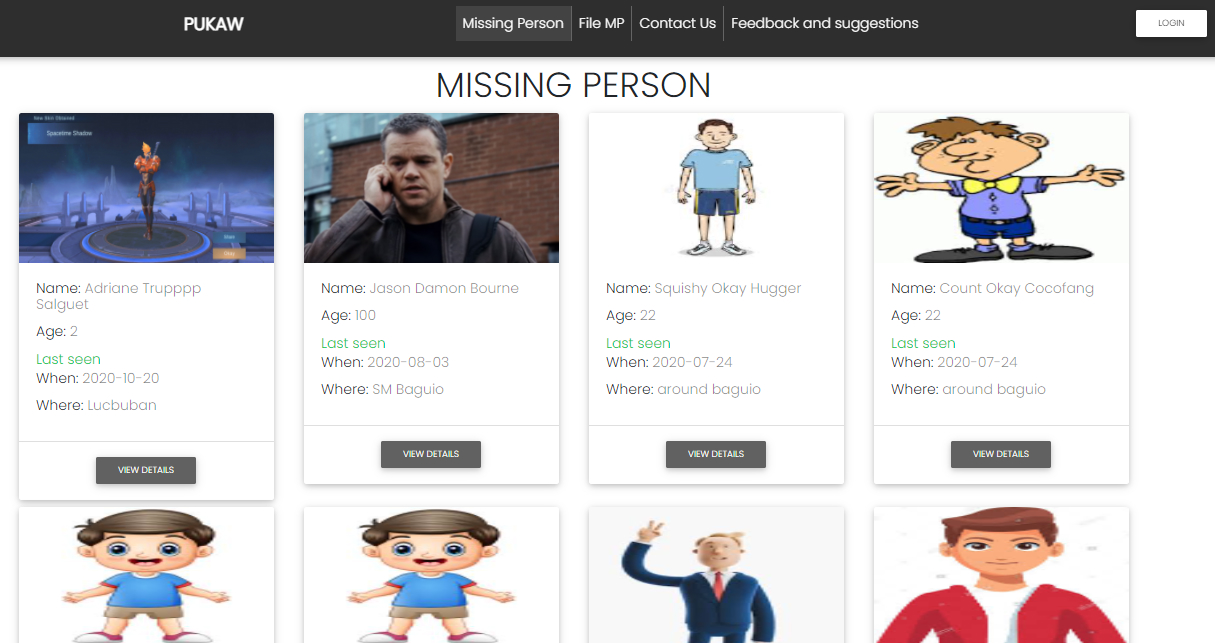 PUKAW
Missing Person
File MP
Contact Us
Feedback and suggestions
LOGIN
MISSING PERSON
New Skin Obtained
Spacetime Shadow
Name: Adriane Trupppp
Salguet
Age: 2
Last seen
When: 2020-10-20
Where: Lucbuban
VIEW DETAILS
Name: Jason Damon Bourne
Age: 100
Last seen
When: 2020-08-03
Where: SM Baguio
VIEW DETAILS
Name: Squishy Okay Hugger
Age: 22
Last seen
When: 2020-07-24
Where: around baguio
VIEW DETAILS
Name: Count Okay Cocofang
Age: 22
Last seen
When: 2020-07-24
Where: around baguio
VIEW DETAILS